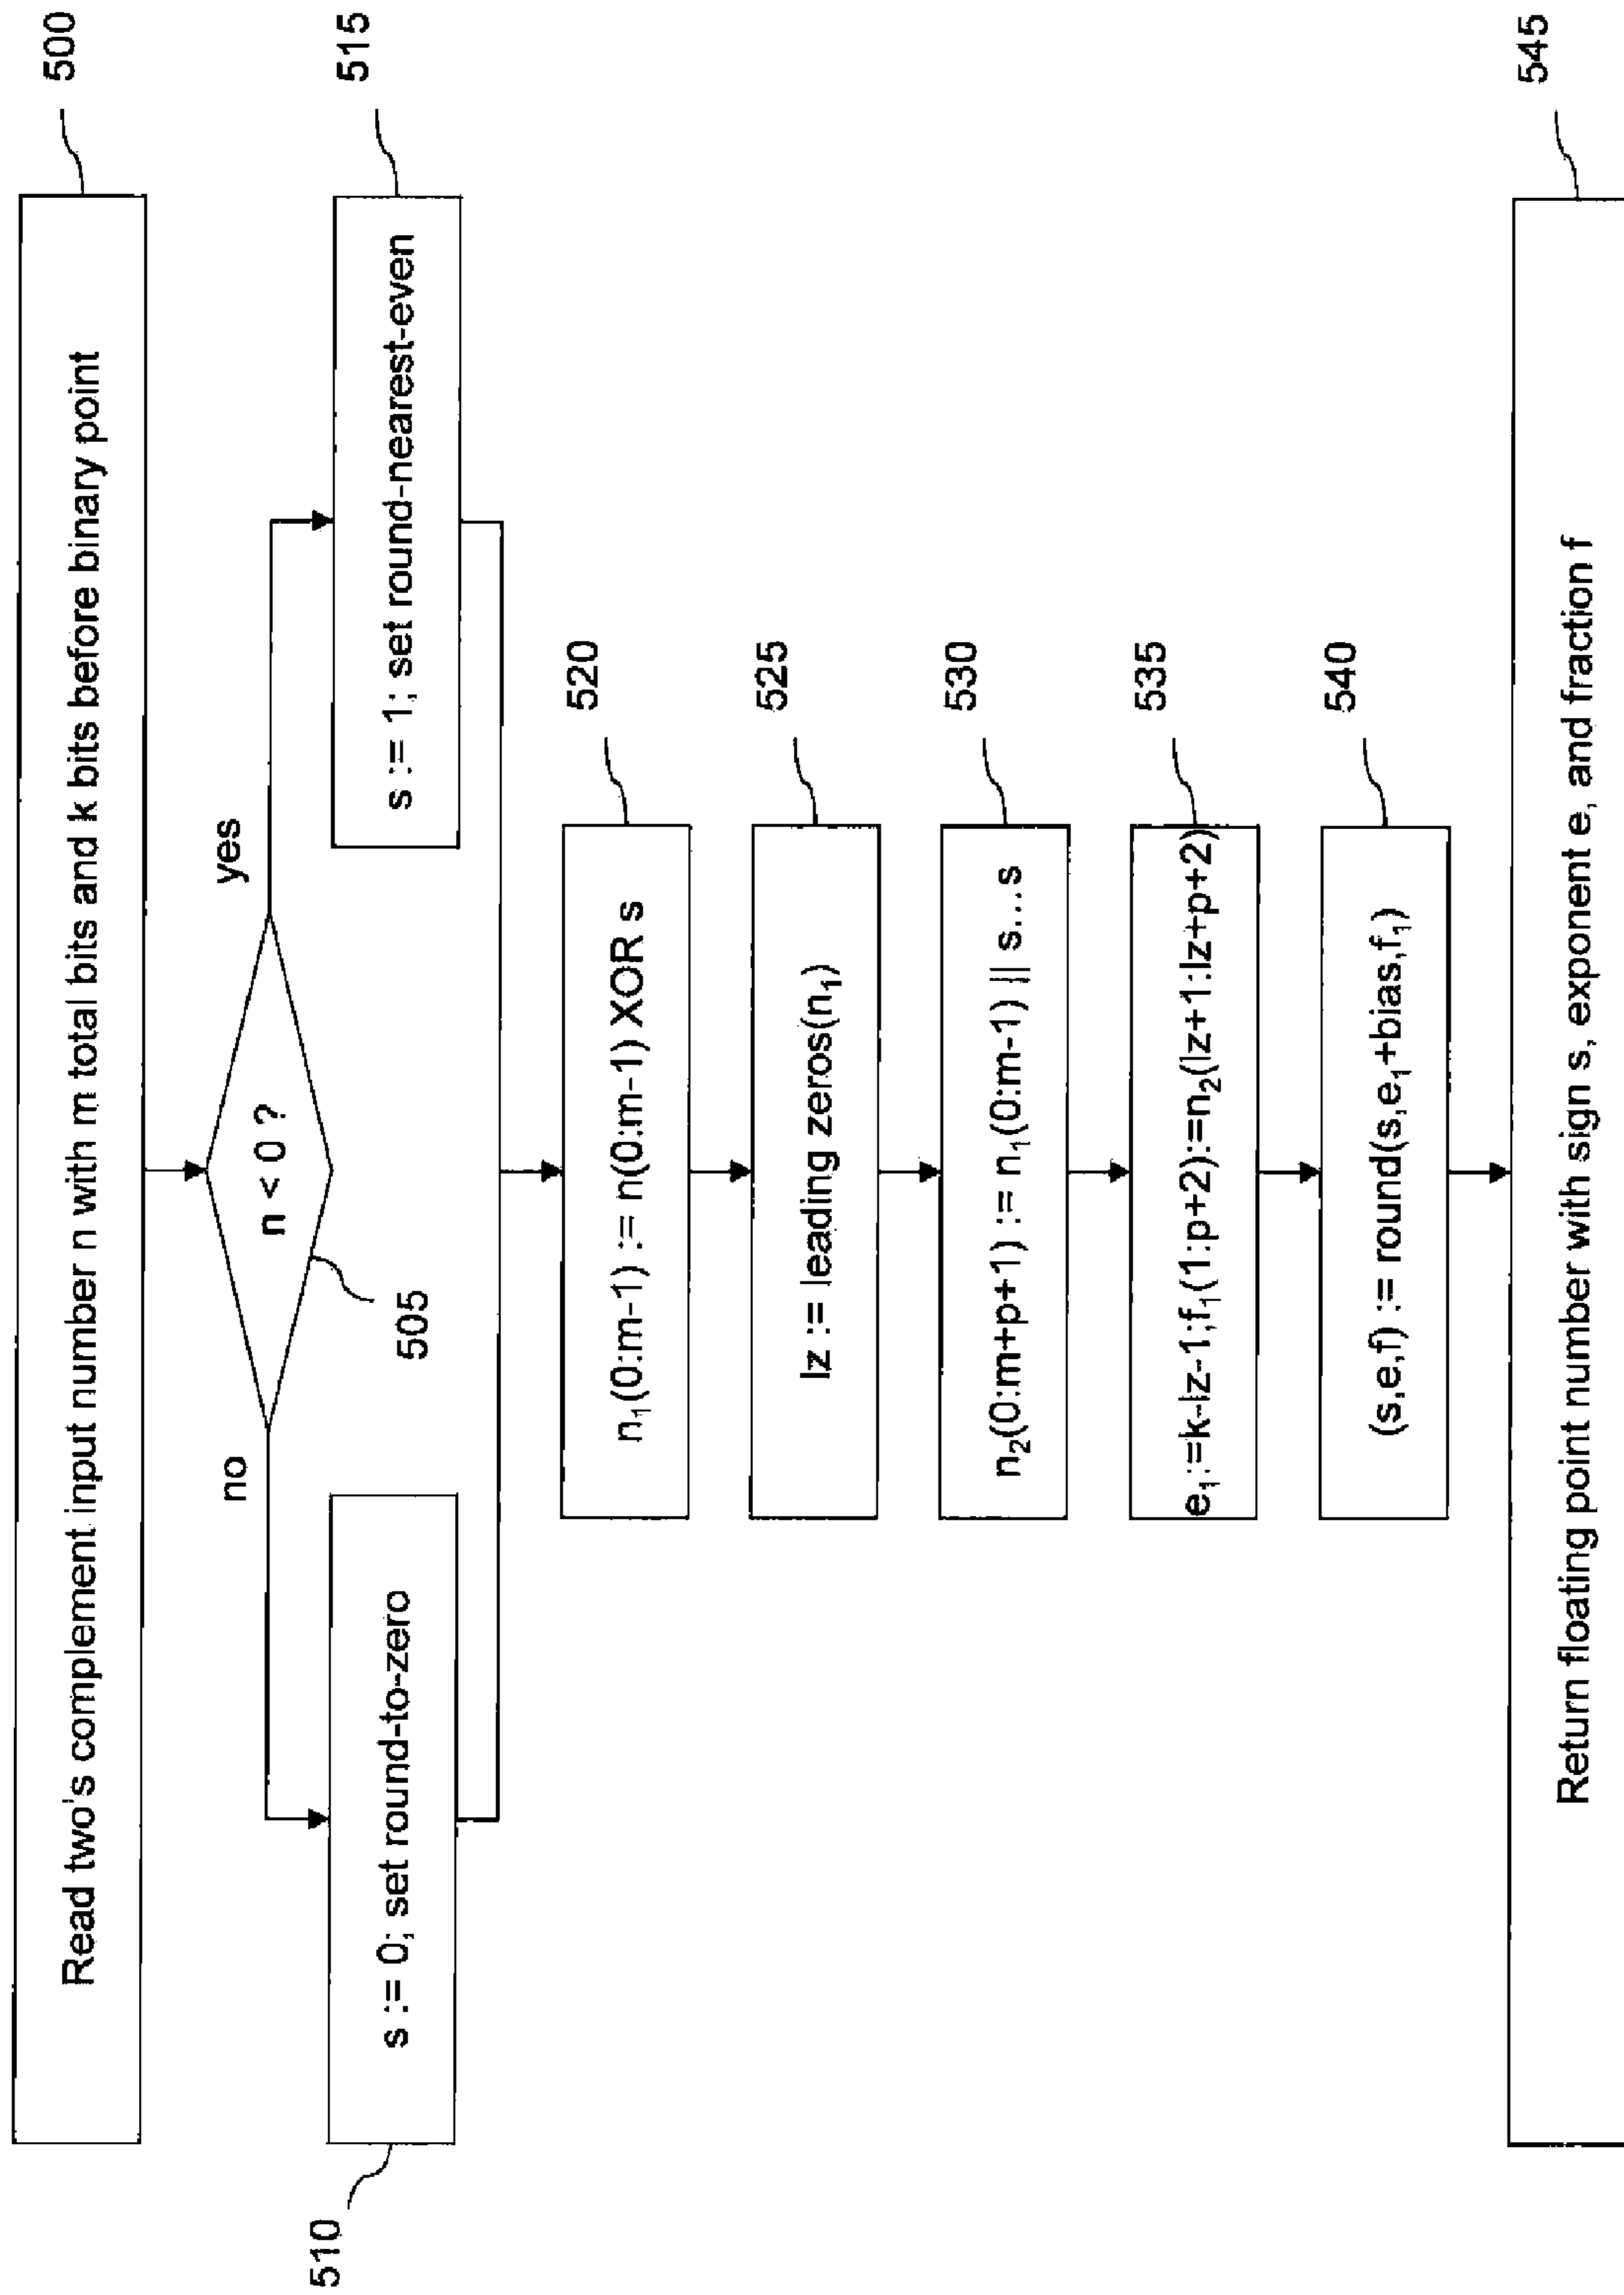 Read two's complement input number n with m total bits and k bits before binary point
500
n < 0 ?
505
no
yes
s := 0; set round-to-zero
510
s := 1; set round-nearest-even
515
n₁(0:m-1) := n(0:m-1) XOR s
520
lz := leading zeros(n₁)
525
n₂(0:m+p+1) := n₁(0:m-1) || s...s
530
e₁:=k-lz-1;f₁(1:p+2):=n₂(lz+1:lz+p+2)
535
(s,e,f) := round(s,e₁+bias,f₁)
540
Return floating point number with sign s, exponent e, and fraction f
545